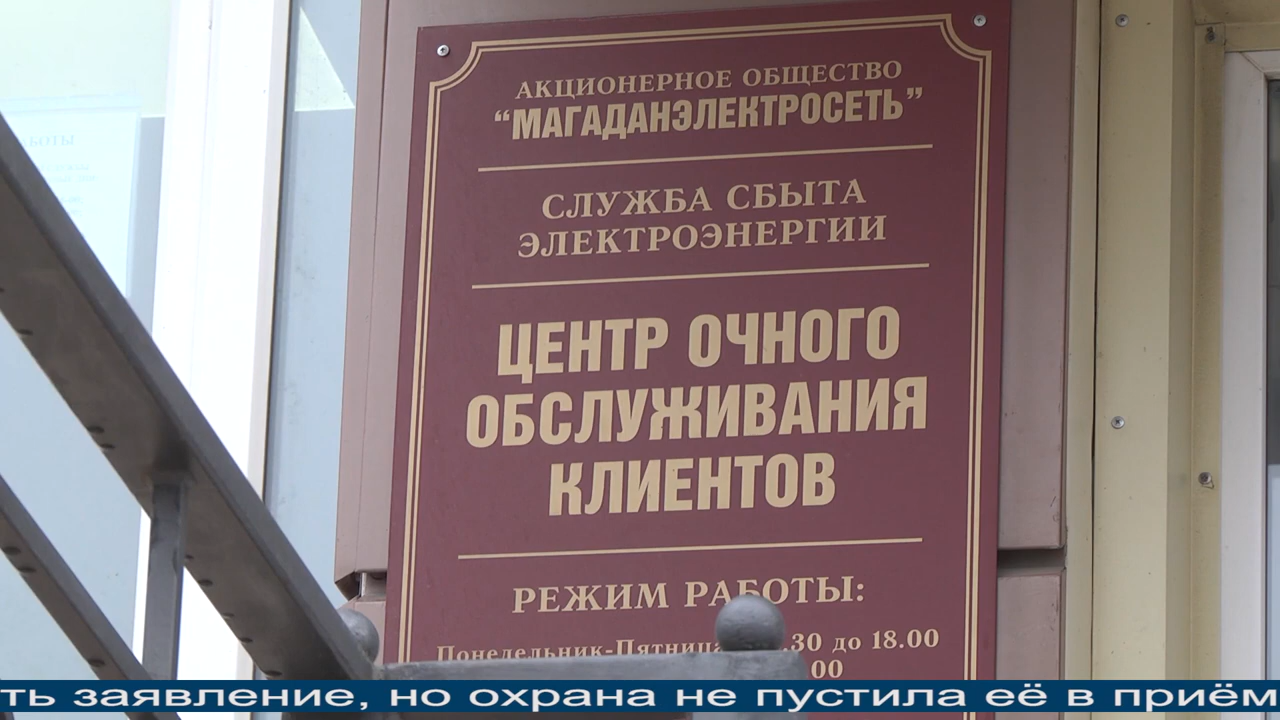 АКЦИОНЕРНОЕ ОБЩЕСТВО
“МАГАДАНЭЛЕКТРОСЕТЬ”
СЛУЖБА СБЫТА
ЭЛЕКТРОЭНЕРГИИ
ЦЕНТР ОЧНОГО
ОБСЛУЖИВАНИЯ
КЛИЕНТОВ
РЕЖИМ РАБОТЫ:
Понедельник-Пятница .30 до 18.00
00
ть заявление, но охрана не пустила её в приём